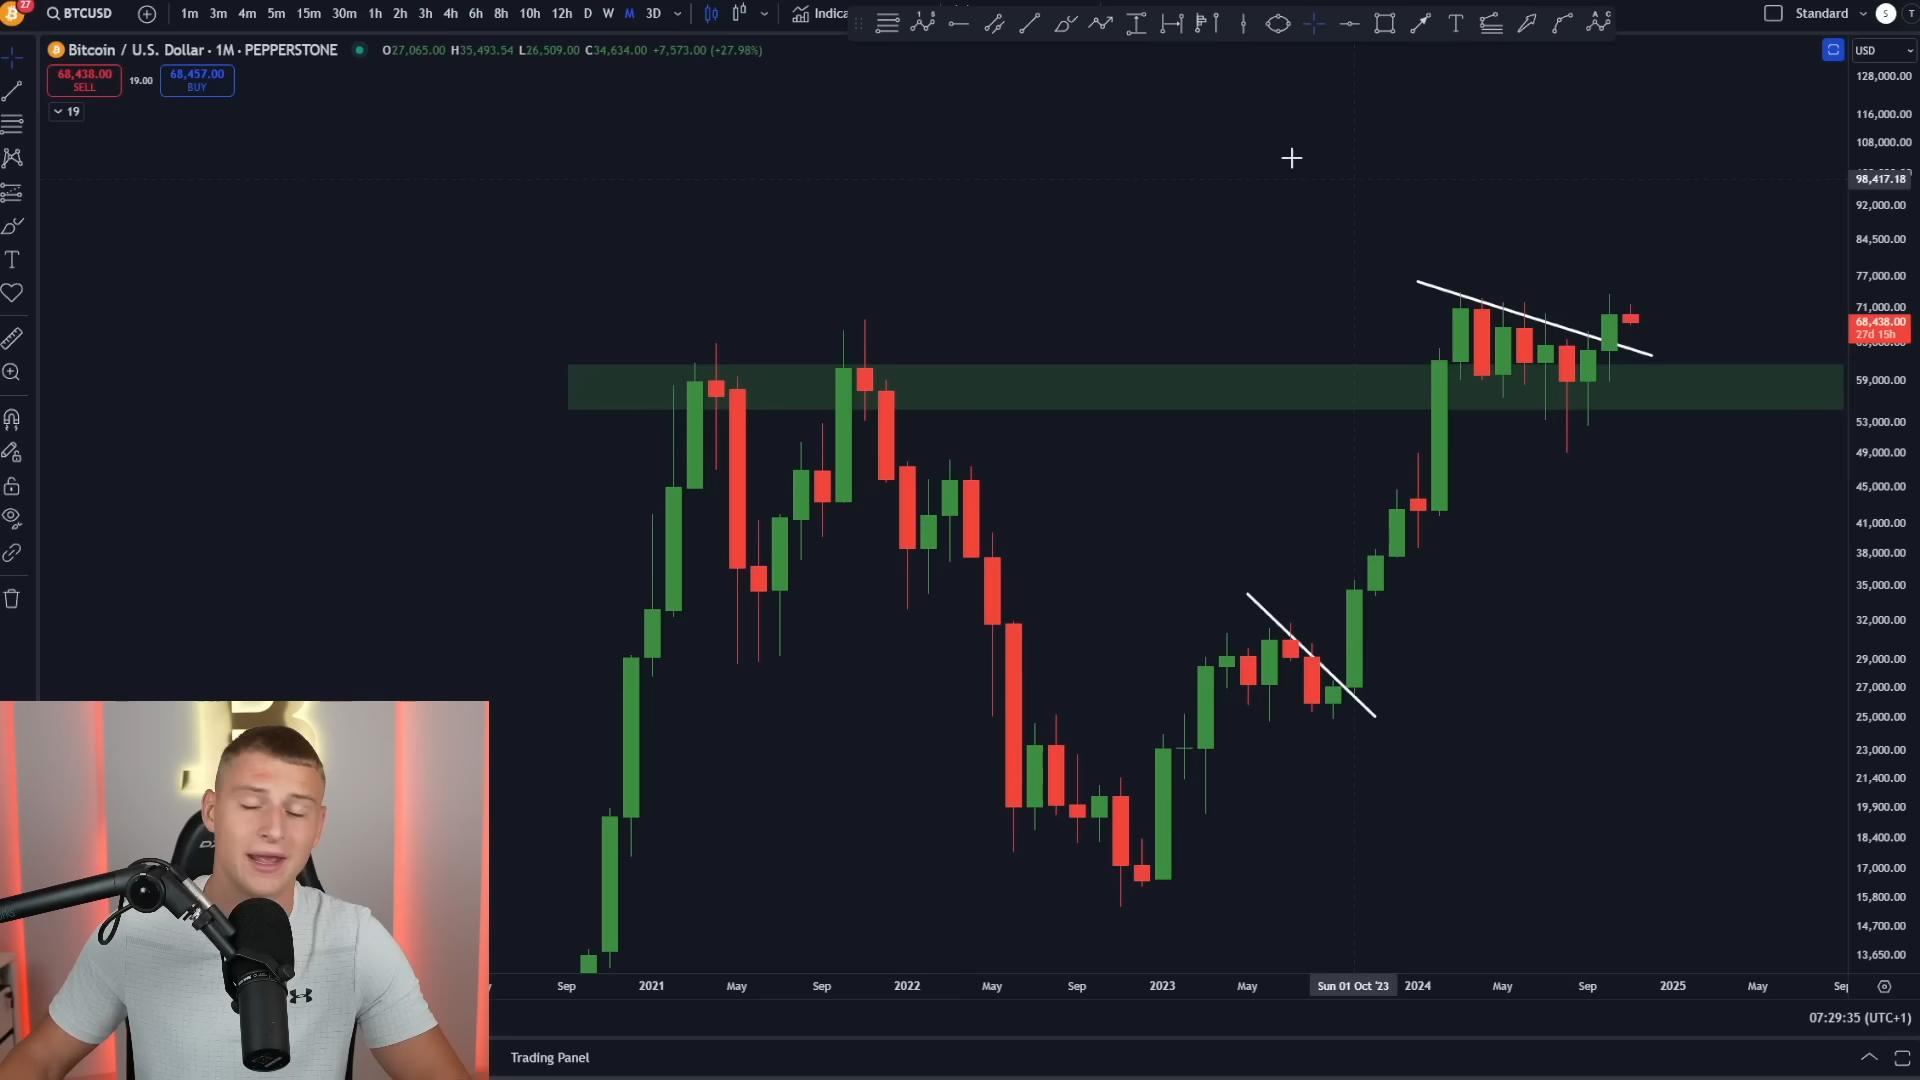 27
BTCUSD
1m 3m 4m 5m 15m 30m 1h 2h 3h 4h 6h 8h 10h 12h D W M 3D
Indica
Standard
S
T
Bitcoin / U.S. Dollar · 1M · PEPPERSTONE
O27,065.00 H35,493.54 L26,509.00 C34,634.00 +7,573.00 (+27.98%)
USD
68,438.00
SELL
19.00
68,457.00
BUY
19
128,000.00
116,000.00
108,000.00
98,417.18
92,000.00
84,500.00
77,000.00
71,000.00
68,438.00
27d 15h
59,000.00
53,000.00
49,000.00
45,000.00
41,000.00
38,000.00
35,000.00
32,000.00
29,000.00
27,000.00
25,000.00
23,000.00
21,400.00
19,900.00
18,400.00
17,000.00
15,800.00
14,700.00
13,650.00
Sep 2021 May Sep 2022 May Sep 2023 May Sun 01 Oct '23 2024 May Sep 2025 May Sep
07:29:35 (UTC+1)
Trading Panel